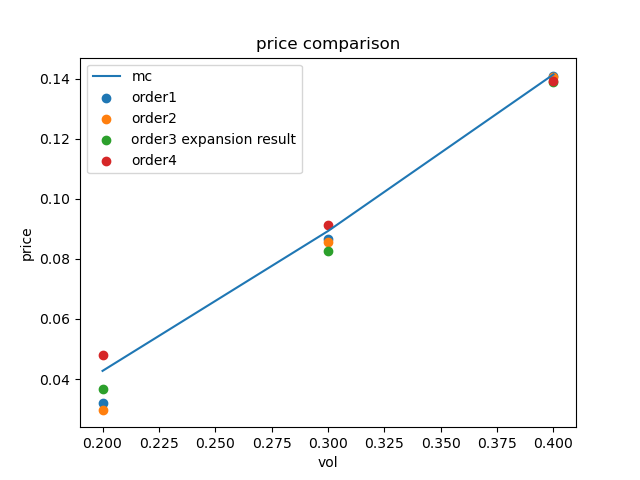 price comparison
mc
order1
order2
order3 expansion result
order4
0.14
0.12
0.10
0.08
0.06
0.04
price
0.200 0.225 0.250 0.275 0.300 0.325 0.350 0.375 0.400
vol